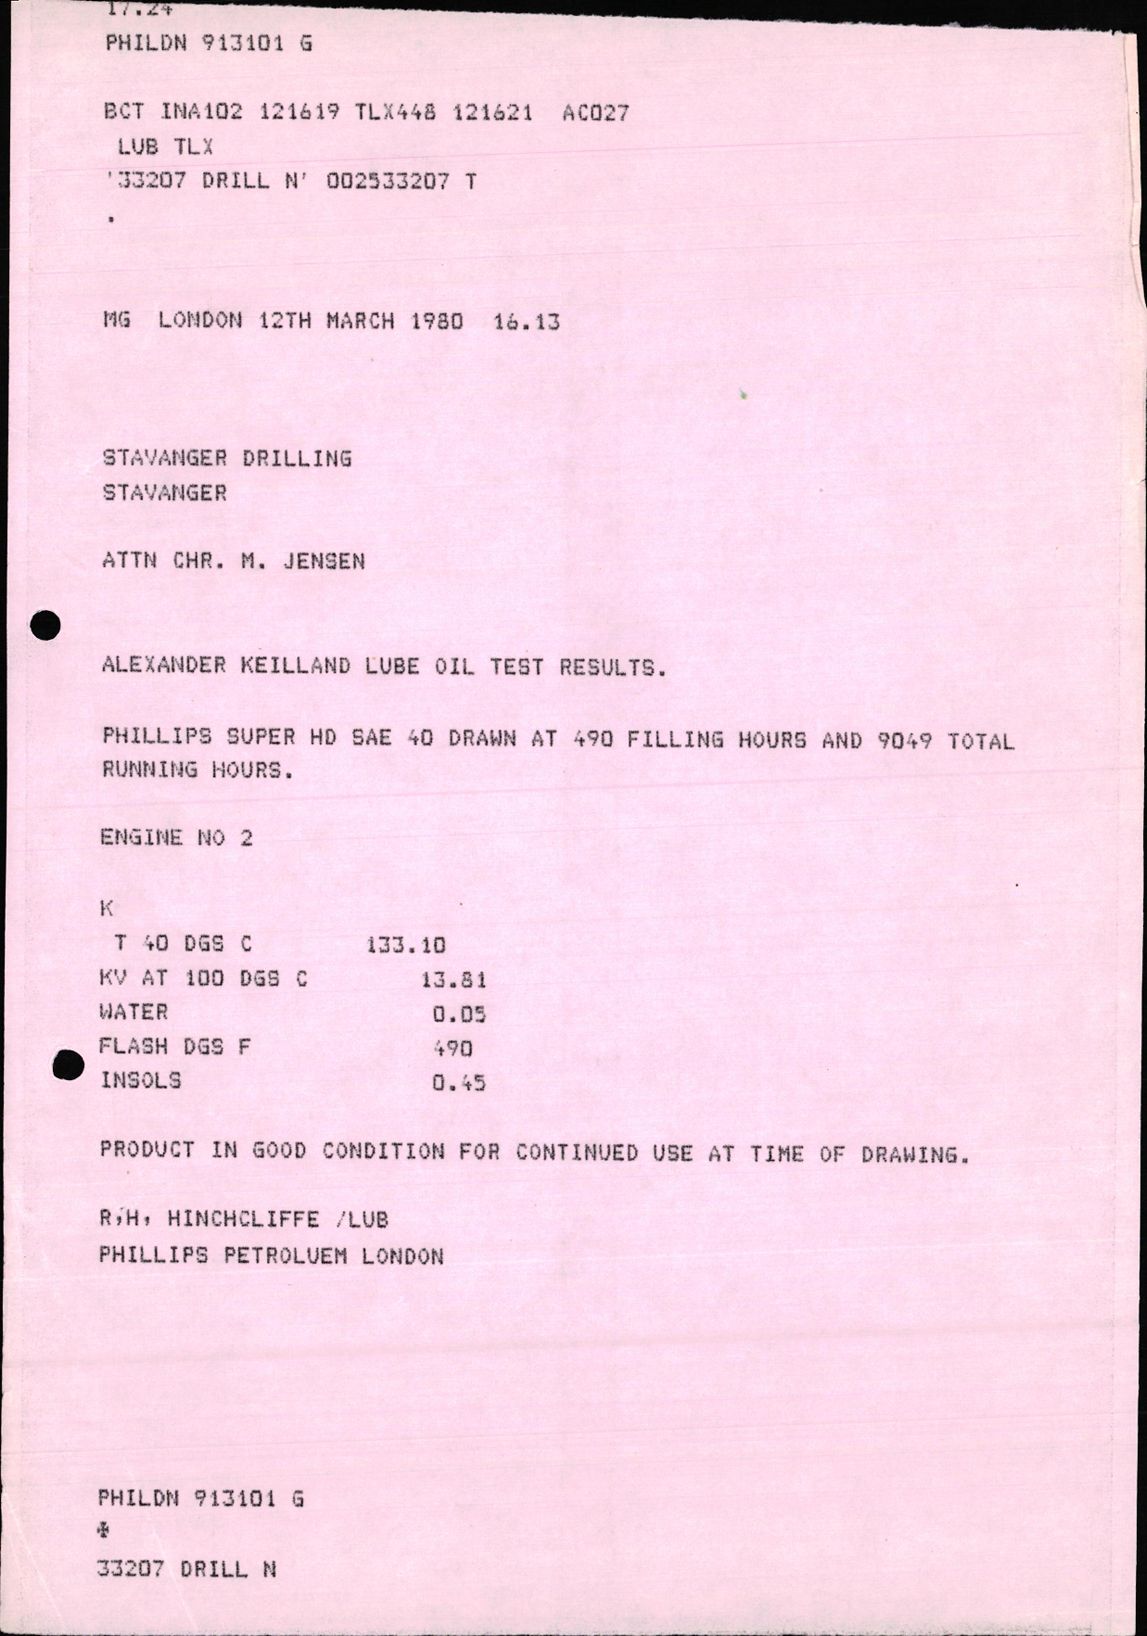 17.24
PHILDN 913101 G
BCT INA102 121619 TLX448 121621 AC027
LUB TLX
'33207 DRILL N' 002533207 T
.
MG LONDON 12TH MARCH 1980 16.13
STAVANGER DRILLING
STAVANGER
ATTN CHR. M. JENSEN
ALEXANDER KEILLAND LUBE OIL TEST RESULTS.
PHILLIPS SUPER HD SAE 40 DRAWN AT 490 FILLING HOURS AND 9049 TOTAL
RUNNING HOURS.
ENGINE NO 2
K
T 40 DGS C 133.10
KV AT 100 DGS C 13.81
WATER 0.05
FLASH DGS F 490
INSOLS 0.45
PRODUCT IN GOOD CONDITION FOR CONTINUED USE AT TIME OF DRAWING.
R,H, HINCHCLIFFE /LUB
PHILLIPS PETROLUEM LONDON
PHILDN 913101 G
✠
33207 DRILL N